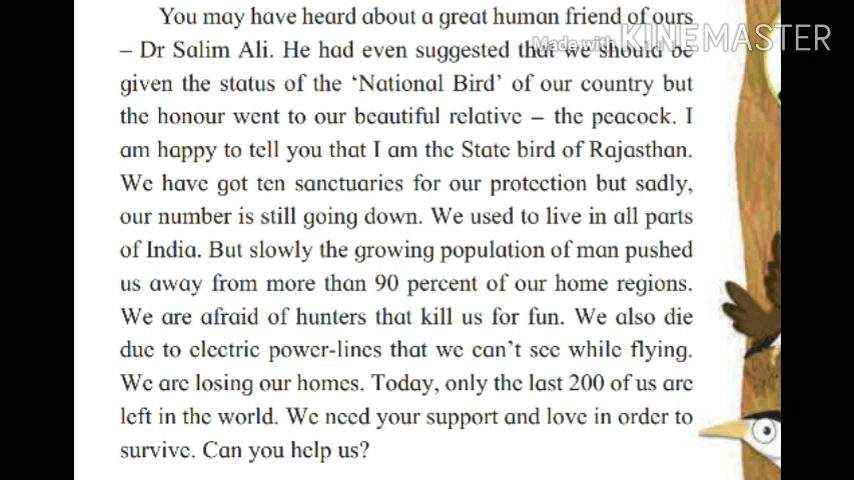 You may have heard about a great human friend of ours
– Dr Salim Ali. He had even suggested that we should be
given the status of the ‘National Bird’ of our country but
the honour went to our beautiful relative – the peacock. I
am happy to tell you that I am the State bird of Rajasthan.
We have got ten sanctuaries for our protection but sadly,
our number is still going down. We used to live in all parts
of India. But slowly the growing population of man pushed
us away from more than 90 percent of our home regions.
We are afraid of hunters that kill us for fun. We also die
due to electric power-lines that we can’t see while flying.
We are losing our homes. Today, only the last 200 of us are
left in the world. We need your support and love in order to
survive. Can you help us?
Made with KINEMASTER